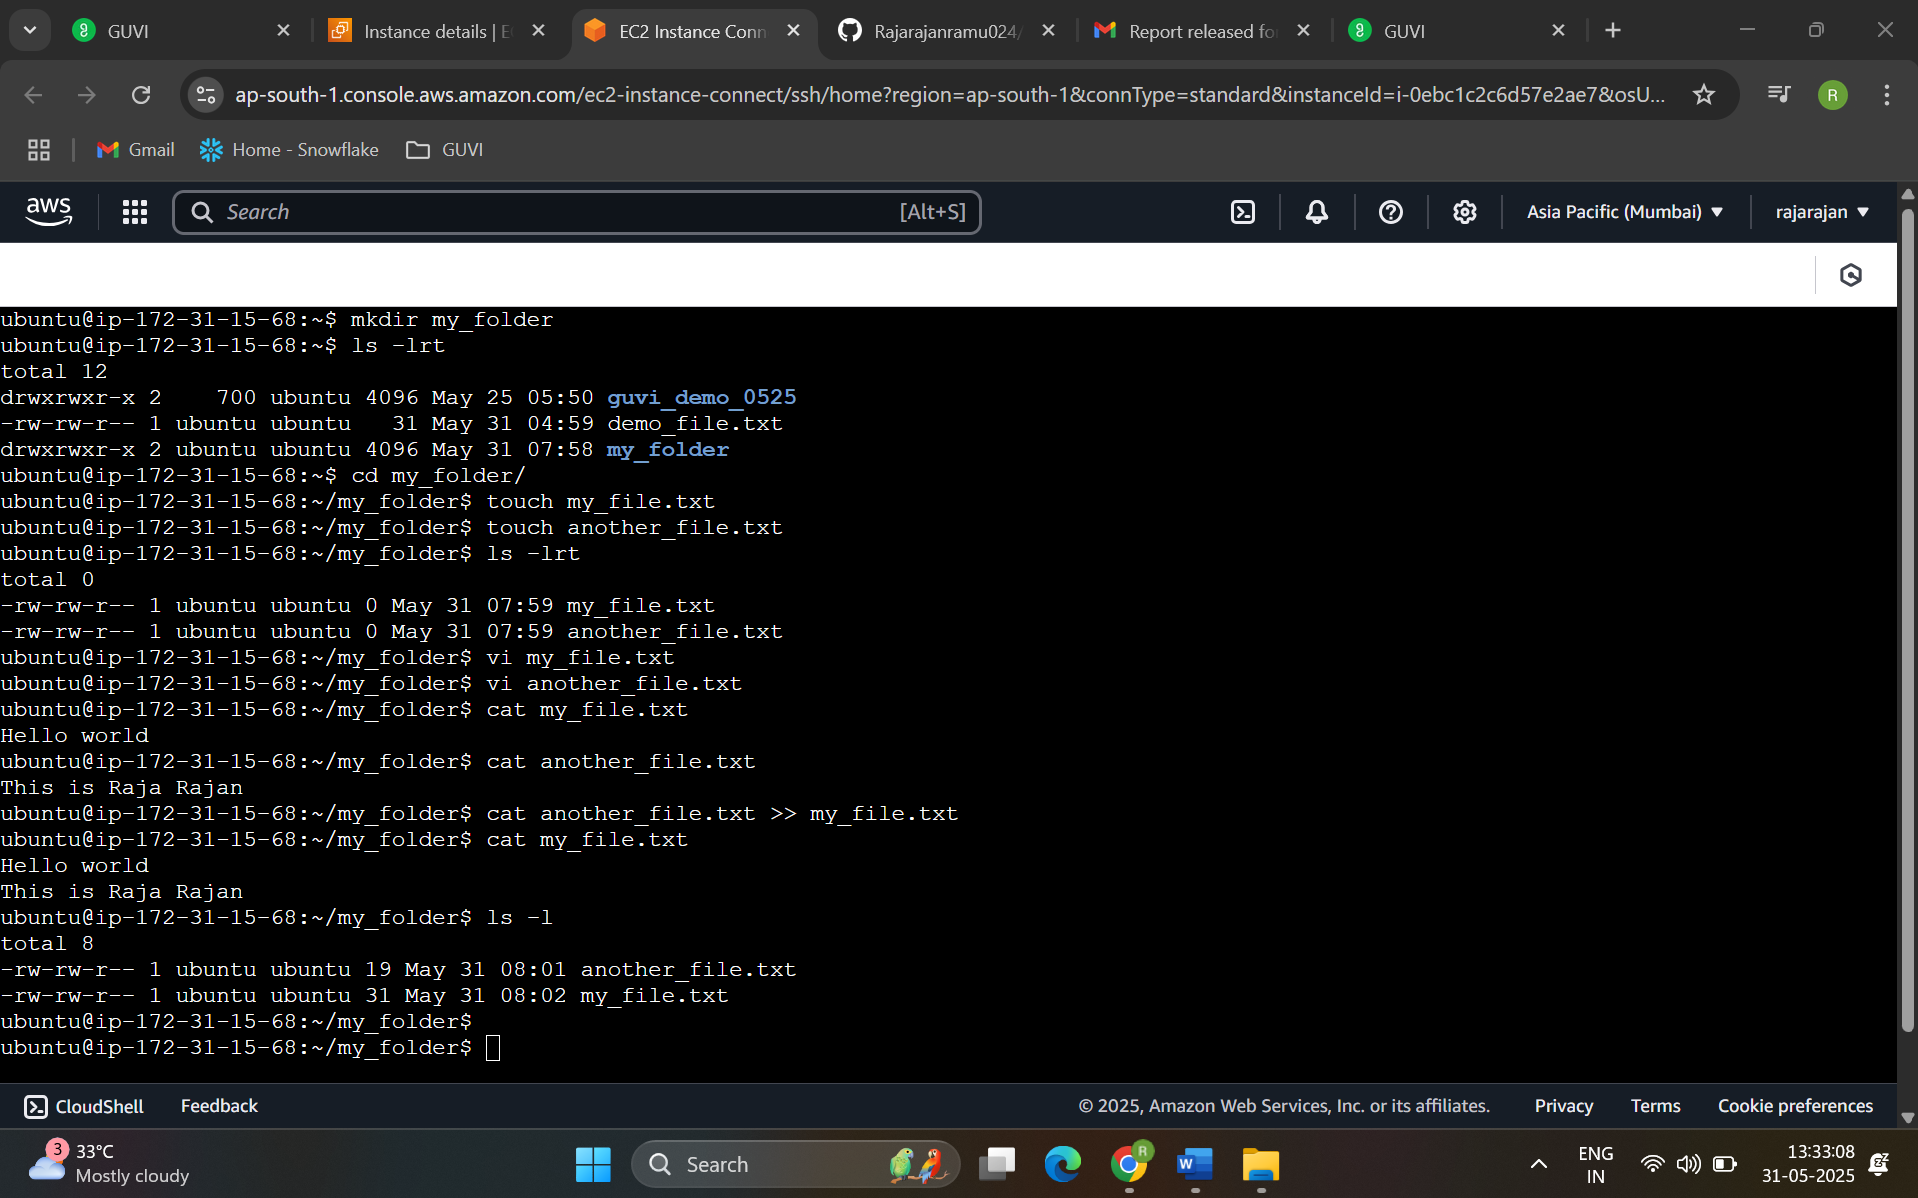 GUVI
Instance details | E
EC2 Instance Conn
Rajarajanramu024/
Report released fo
GUVI
ap-south-1.console.aws.amazon.com/ec2-instance-connect/ssh/home?region=ap-south-1&connType=standard&instanceId=i-0ebc1c2c6d57e2ae7&osU...
R
Gmail
Home - Snowflake
GUVI
aws
Search
[Alt+S]
Asia Pacific (Mumbai)
rajarajan
ubuntu@ip-172-31-15-68:~$ mkdir my_folder
ubuntu@ip-172-31-15-68:~$ ls -lrt
total 12
drwxrwxr-x 2    700 ubuntu 4096 May 25 05:50 guvi_demo_0525
-rw-rw-r-- 1 ubuntu ubuntu   31 May 31 04:59 demo_file.txt
drwxrwxr-x 2 ubuntu ubuntu 4096 May 31 07:58 my_folder
ubuntu@ip-172-31-15-68:~$ cd my_folder/
ubuntu@ip-172-31-15-68:~/my_folder$ touch my_file.txt
ubuntu@ip-172-31-15-68:~/my_folder$ touch another_file.txt
ubuntu@ip-172-31-15-68:~/my_folder$ ls -lrt
total 0
-rw-rw-r-- 1 ubuntu ubuntu 0 May 31 07:59 my_file.txt
-rw-rw-r-- 1 ubuntu ubuntu 0 May 31 07:59 another_file.txt
ubuntu@ip-172-31-15-68:~/my_folder$ vi my_file.txt
ubuntu@ip-172-31-15-68:~/my_folder$ vi another_file.txt
ubuntu@ip-172-31-15-68:~/my_folder$ cat my_file.txt
Hello world
ubuntu@ip-172-31-15-68:~/my_folder$ cat another_file.txt
This is Raja Rajan
ubuntu@ip-172-31-15-68:~/my_folder$ cat another_file.txt >> my_file.txt
ubuntu@ip-172-31-15-68:~/my_folder$ cat my_file.txt
Hello world
This is Raja Rajan
ubuntu@ip-172-31-15-68:~/my_folder$ ls -l
total 8
-rw-rw-r-- 1 ubuntu ubuntu 19 May 31 08:01 another_file.txt
-rw-rw-r-- 1 ubuntu ubuntu 31 May 31 08:02 my_file.txt
ubuntu@ip-172-31-15-68:~/my_folder$
ubuntu@ip-172-31-15-68:~/my_folder$
CloudShell
Feedback
© 2025, Amazon Web Services, Inc. or its affiliates.
Privacy
Terms
Cookie preferences
3
33°C
Mostly cloudy
Search
R
W
ENG
IN
13:33:08
31-05-2025